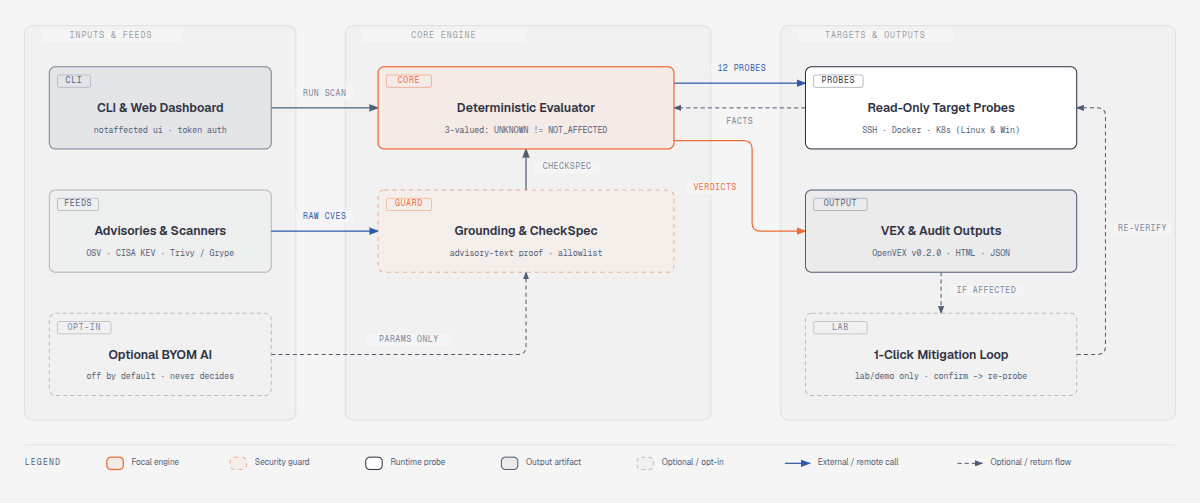 INPUTS & FEEDS
CORE ENGINE
TARGETS & OUTPUTS
CLI
CLI & Web Dashboard
notaffected ui · token auth
RUN SCAN
CORE
Deterministic Evaluator
3-valued: UNKNOWN != NOT_AFFECTED
12 PROBES
FACTS
PROBES
Read-Only Target Probes
SSH · Docker · K8s (Linux & Win)
CHECKSPEC
VERDICTS
FEEDS
Advisories & Scanners
OSV · CISA KEV · Trivy / Grype
RAW CVES
GUARD
Grounding & CheckSpec
advisory-text proof · allowlist
OUTPUT
VEX & Audit Outputs
OpenVEX v0.2.0 · HTML · JSON
RE-VERIFY
IF AFFECTED
OPT-IN
Optional BYOM AI
off by default · never decides
PARAMS ONLY
LAB
1-Click Mitigation Loop
lab/demo only · confirm -> re-probe
LEGEND
Focal engine
Security guard
Runtime probe
Output artifact
Optional / opt-in
External / remote call
Optional / return flow